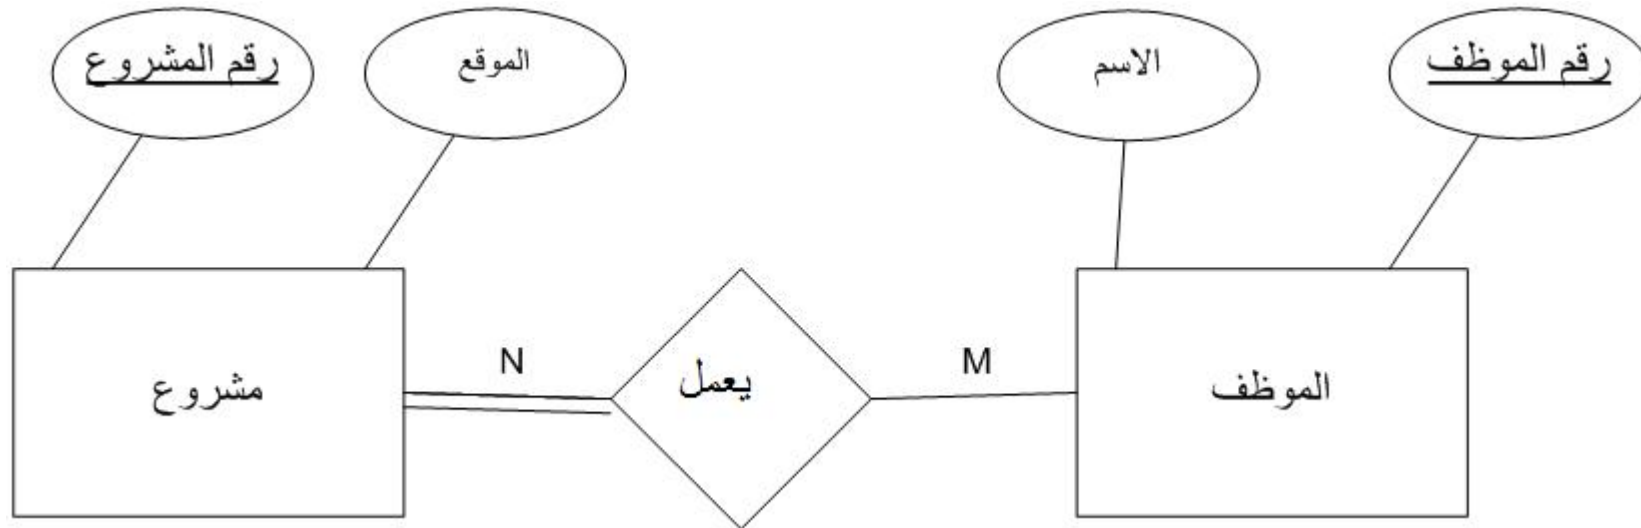 رقم الموظف
الاسم
الموقع
رقم المشروع
الموظف
M
يعمل
N
مشروع